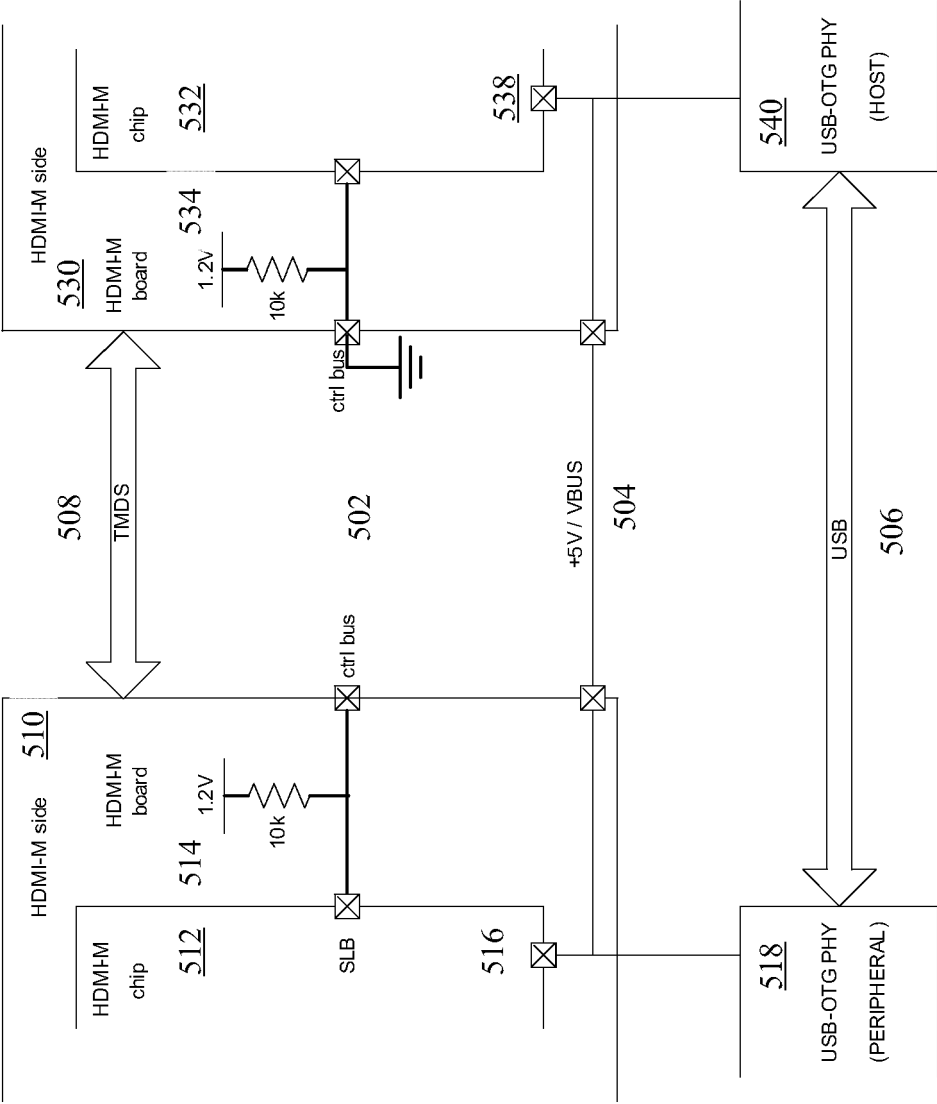 HDMI-M side
510
HDMI-M side
530
508
HDMI-M
chip
HDMI-M
board
TMDS
HDMI-M
board
HDMI-M
chip
512
514
1.2V
534
1.2V
532
10k
10k
SLB
ctrl bus
502
ctrl bus
516
538
+5V / VBUS
504
518
540
USB-OTG PHY
(PERIPHERAL)
USB
506
USB-OTG PHY
(HOST)